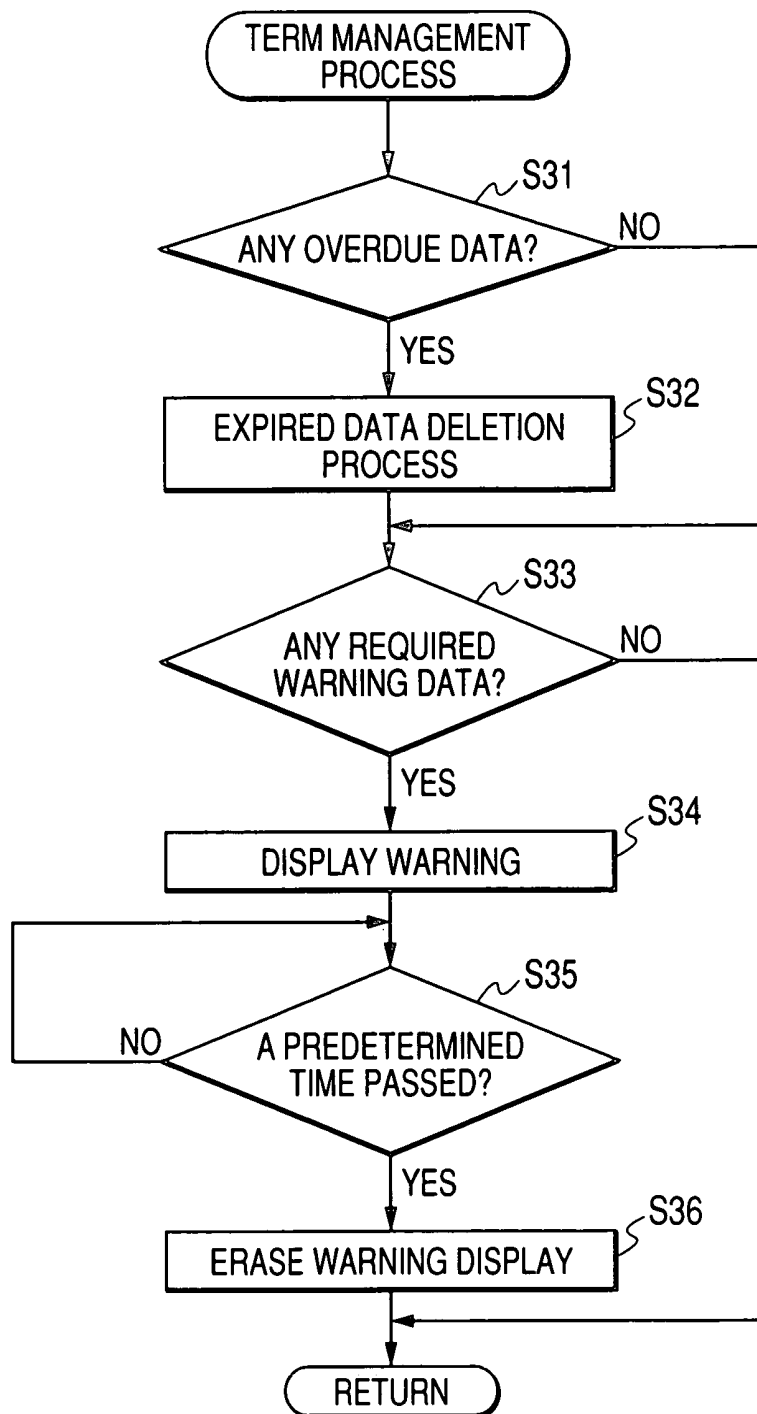 TERM MANAGEMENT
PROCESS
S31
ANY OVERDUE DATA?
NO
YES
S32
EXPIRED DATA DELETION
PROCESS
S33
ANY REQUIRED
WARNING DATA?
NO
YES
S34
DISPLAY WARNING
S35
A PREDETERMINED
TIME PASSED?
NO
YES
S36
ERASE WARNING DISPLAY
RETURN